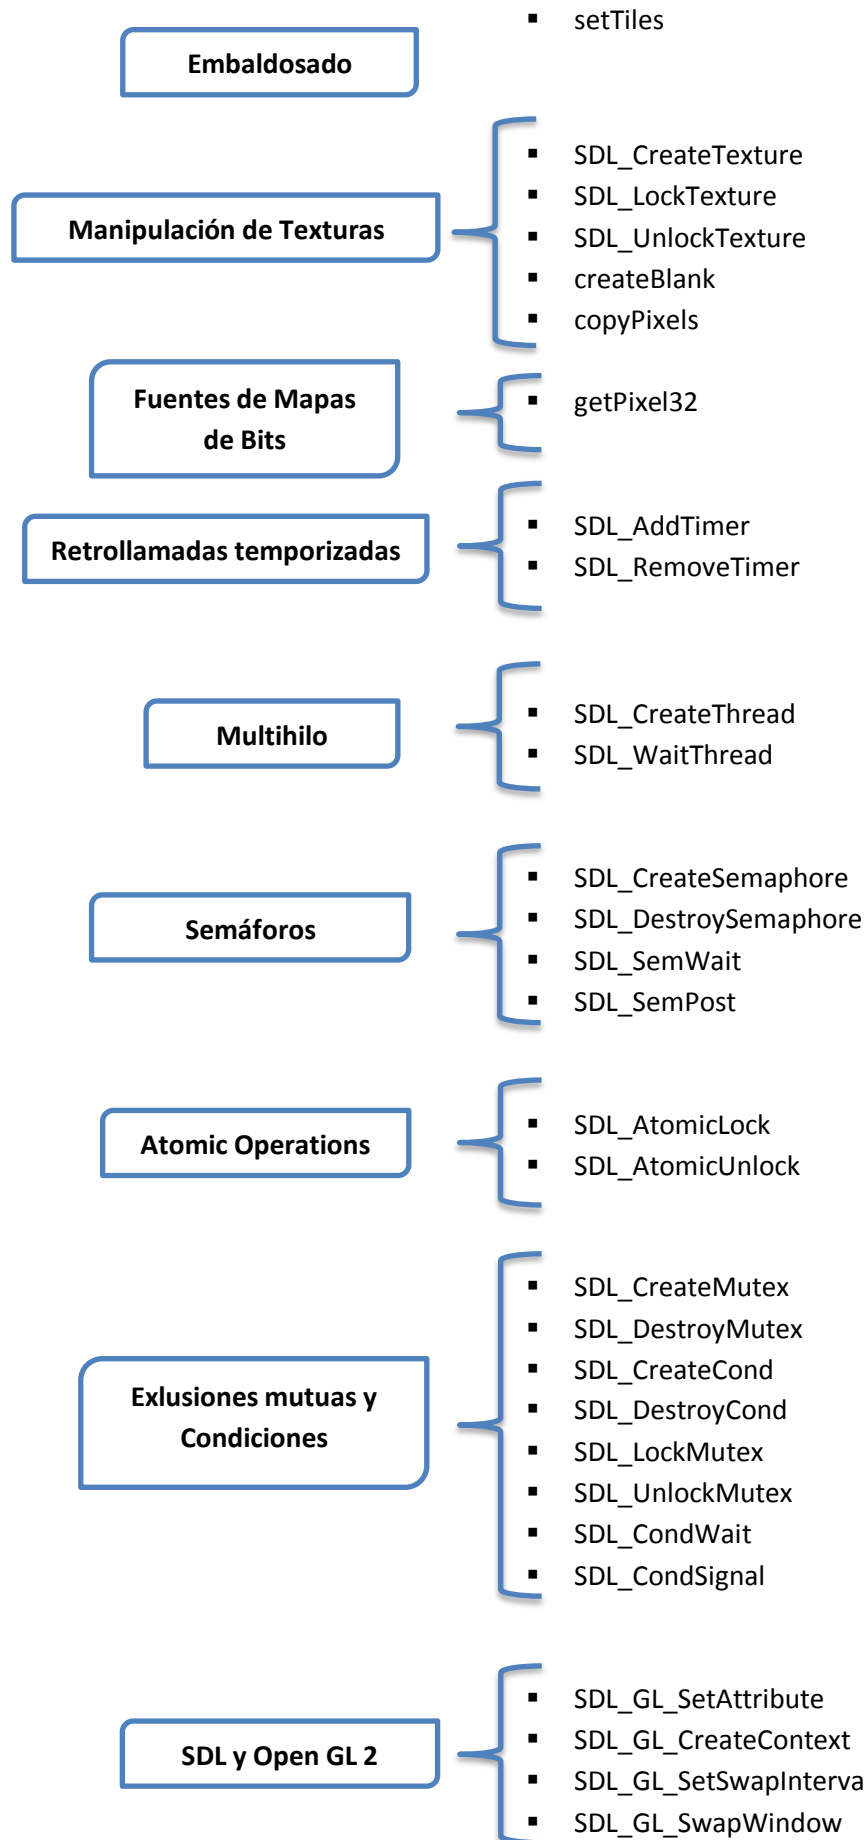 ▪ setTiles
Embaldosado
Manipulación de Texturas
▪ SDL_CreateTexture
▪ SDL_LockTexture
▪ SDL_UnlockTexture
▪ createBlank
▪ copyPixels
Fuentes de Mapas
de Bits
▪ getPixel32
Retrollamadas temporizadas
▪ SDL_AddTimer
▪ SDL_RemoveTimer
Multihilo
▪ SDL_CreateThread
▪ SDL_WaitThread
Semáforos
▪ SDL_CreateSemaphore
▪ SDL_DestroySemaphore
▪ SDL_SemWait
▪ SDL_SemPost
Atomic Operations
▪ SDL_AtomicLock
▪ SDL_AtomicUnlock
Exlusiones mutuas y
Condiciones
▪ SDL_CreateMutex
▪ SDL_DestroyMutex
▪ SDL_CreateCond
▪ SDL_DestroyCond
▪ SDL_LockMutex
▪ SDL_UnlockMutex
▪ SDL_CondWait
▪ SDL_CondSignal
SDL y Open GL 2
▪ SDL_GL_SetAttribute
▪ SDL_GL_CreateContext
▪ SDL_GL_SetSwapInterva
▪ SDL_GL_SwapWindow